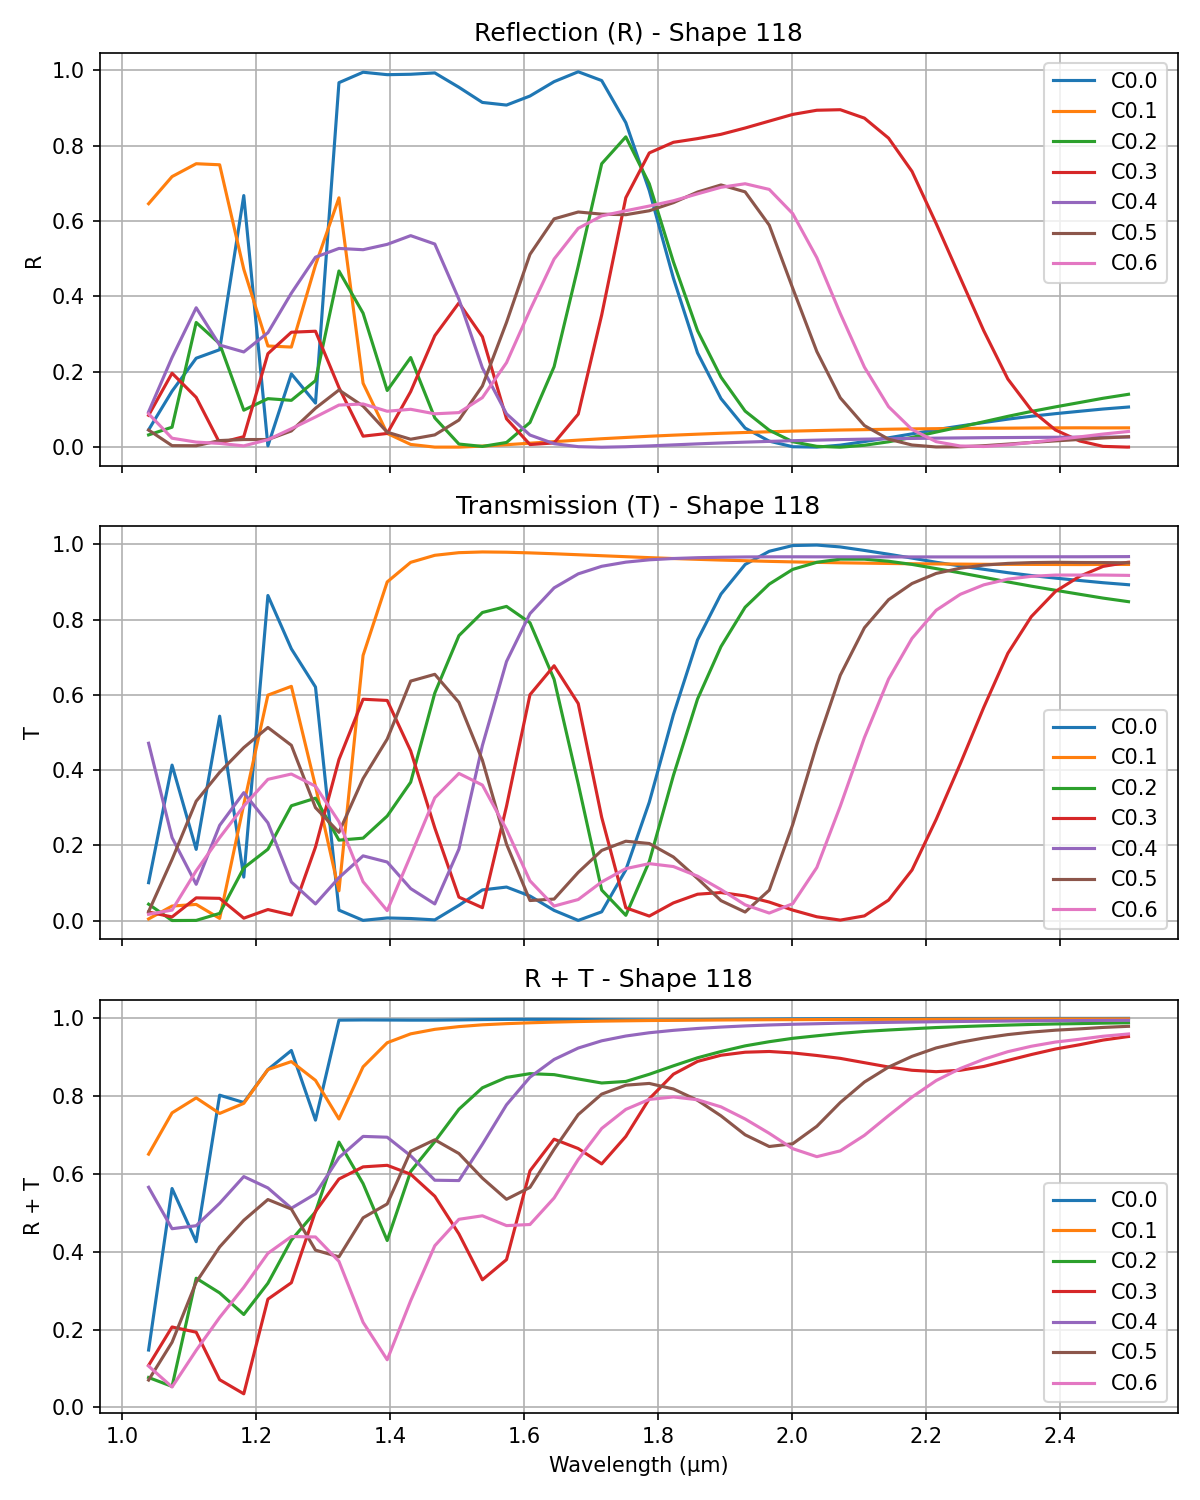 Reflection (R) - Shape 118
1.0
0.8
0.6
0.4
0.2
0.0
R
C0.0
C0.1
C0.2
C0.3
C0.4
C0.5
C0.6
Transmission (T) - Shape 118
1.0
0.8
0.6
0.4
0.2
0.0
T
C0.0
C0.1
C0.2
C0.3
C0.4
C0.5
C0.6
R + T - Shape 118
1.0
0.8
0.6
0.4
0.2
0.0
R + T
C0.0
C0.1
C0.2
C0.3
C0.4
C0.5
C0.6
1.0 1.2 1.4 1.6 1.8 2.0 2.2 2.4
Wavelength (μm)